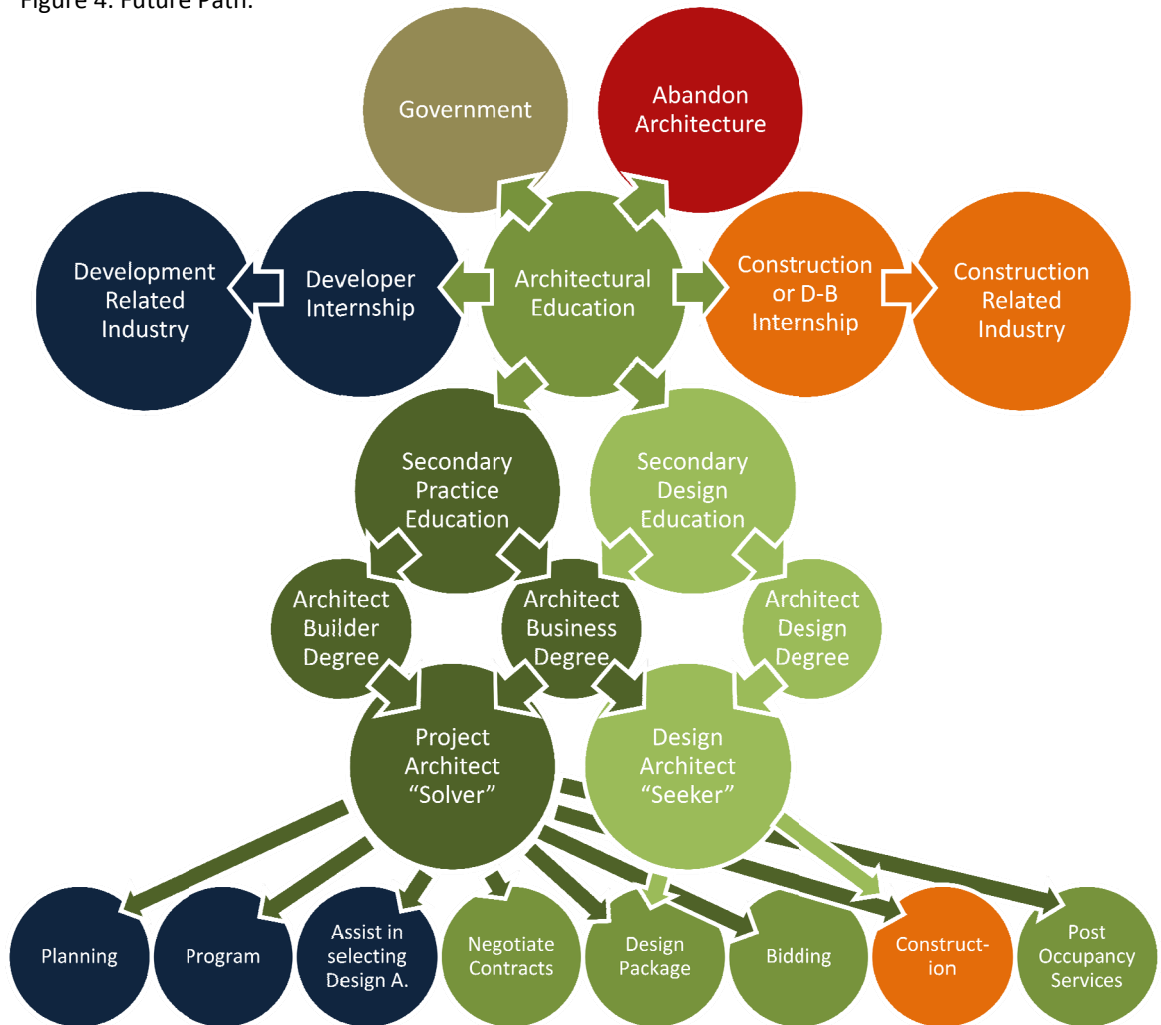 Figure 4. Future Path.
Government
Abandon
Architecture
Development
Related
Industry
Developer
Internship
Architectural
Education
Construction
or D-B
Internship
Construction
Related
Industry
Secondary
Practice
Education
Secondary
Design
Education
Architect
Builder
Degree
Architect
Business
Degree
Architect
Design
Degree
Project
Architect
“Solver”
Design
Architect
“Seeker”
Planning
Program
Assist in
selecting
Design A.
Negotiate
Contracts
Design
Package
Bidding
Construct-
ion
Post
Occupancy
Services